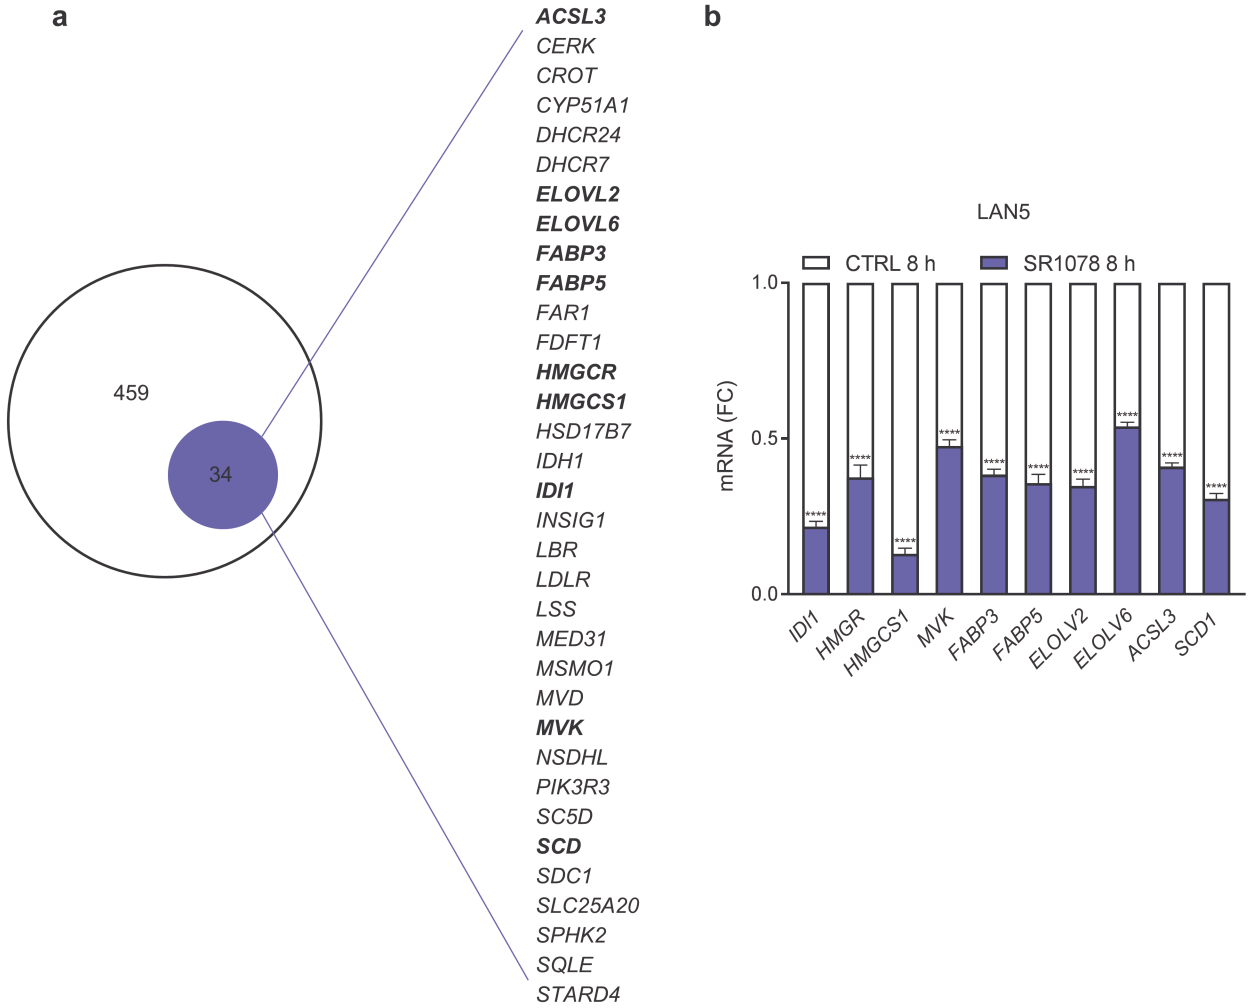 a
459
34
ACSL3
CERK
CROT
CYP51A1
DHCR24
DHCR7
ELOVL2
ELOVL6
FABP3
FABP5
FAR1
FDFT1
HMGCR
HMGCS1
HSD17B7
IDH1
IDI1
INSIG1
LBR
LDLR
LSS
MED31
MSMO1
MVD
MVK
NSDHL
PIK3R3
SC5D
SCD
SDC1
SLC25A20
SPHK2
SQLE
STARD4
b
LAN5
CTRL 8 h SR1078 8 h
mRNA (FC)
1.0
0.5
0.0
**** **** **** **** **** **** **** **** **** ****
IDI1 HMGR HMGCS1 MVK FABP3 FABP5 ELOLV2 ELOLV6 ACSL3 SCD1